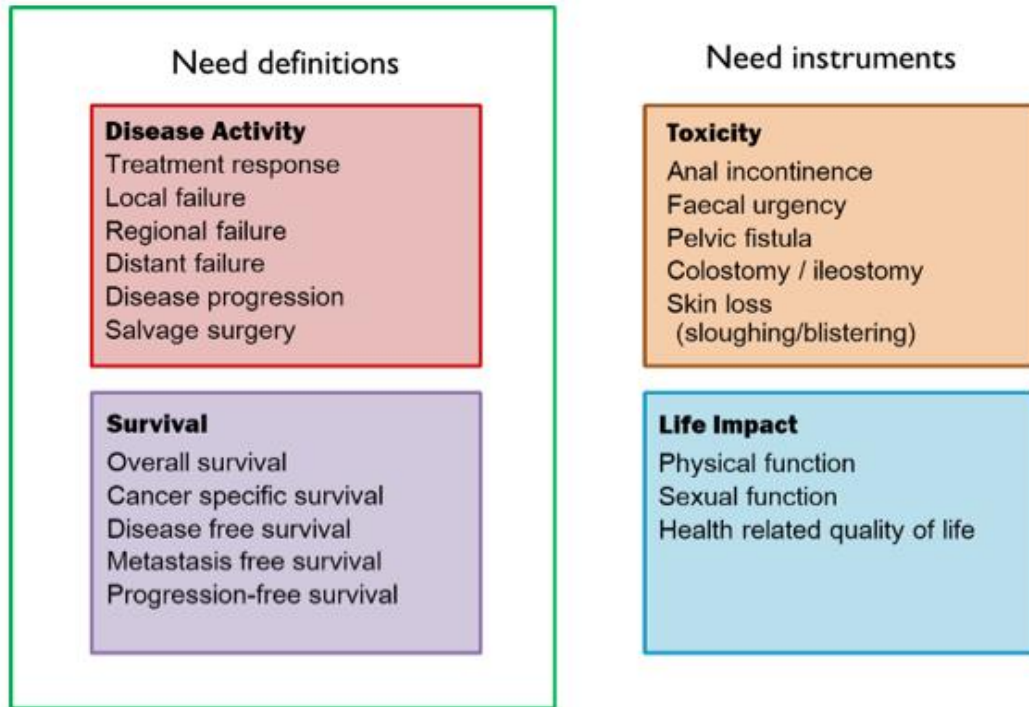 Need definitions
Disease Activity
Treatment response
Local failure
Regional failure
Distant failure
Disease progression
Salvage surgery
Survival
Overall survival
Cancer specific survival
Disease free survival
Metastasis free survival
Progression-free survival
Need instruments
Toxicity
Anal incontinence
Faecal urgency
Pelvic fistula
Colostomy / ileostomy
Skin loss
(sloughing/blistering)
Life Impact
Physical function
Sexual function
Health related quality of life